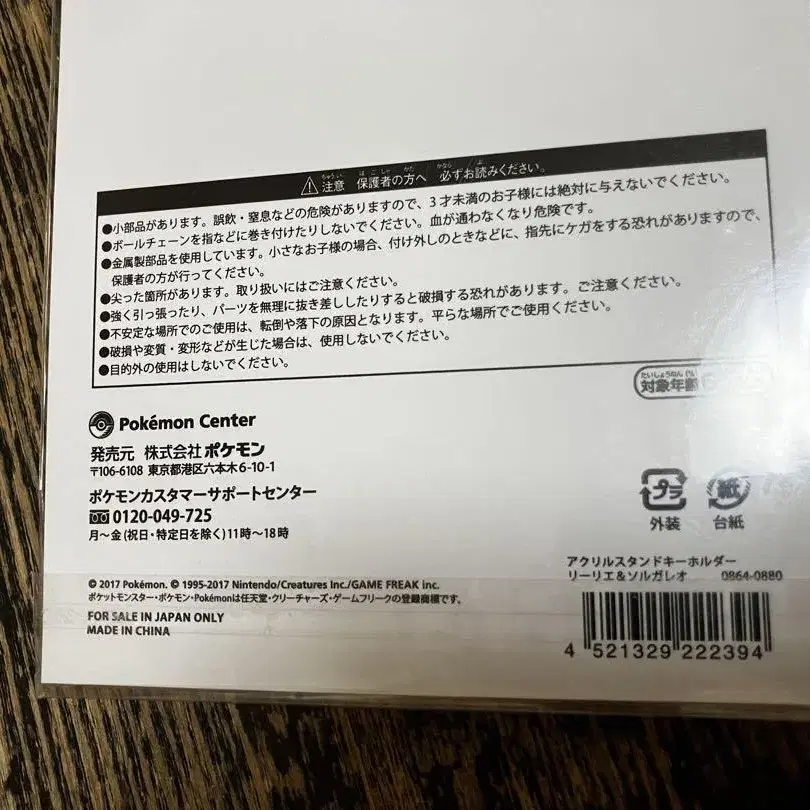 ちゅうい ほごしゃ かた かなら よ
注意 保護者の方へ 必ずお読みください。
●小部品があります。誤飲・窒息などの危険がありますので、3才未満のお子様には絶対に与えないでください。
●ボールチェーンを指などに巻き付けたりしないでください。血が通わなくなり危険です。
●金属製部品を使用しています。小さなお子様の場合、付け外しのときなどに、指先にケガをする恐れがありますので、
保護者の方が行ってください。
●尖った箇所があります。取り扱いにはご注意ください。
●強く引っ張ったり、パーツを無理に抜き差ししたりすると破損する恐れがあります。ご注意ください。
●不安定な場所でのご使用は、転倒や落下の原因となります。平らな場所でご使用ください。
●破損や変質・変形などが生じた場合は、使用しないでください。
●目的外の使用はしないでください。
たいしょうねん
対象年齢
Pokémon Center
発売元 株式会社ポケモン
〒106-6108 東京都港区六本木6-10-1
ポケモンカスタマーサポートセンター
0120-049-725
月〜金(祝日・特定日を除く)11時〜18時
プラ
外装
紙
台紙
アクリルスタンドキーホルダー
リーリエ&ソルガレオ 0864-0880
© 2017 Pokémon. © 1995-2017 Nintendo/Creatures Inc./GAME FREAK inc.
ポケットモンスター・ポケモン・Pokémonは任天堂・クリーチャーズ・ゲームフリークの登録商標です。
FOR SALE IN JAPAN ONLY
MADE IN CHINA
4 521329 222394